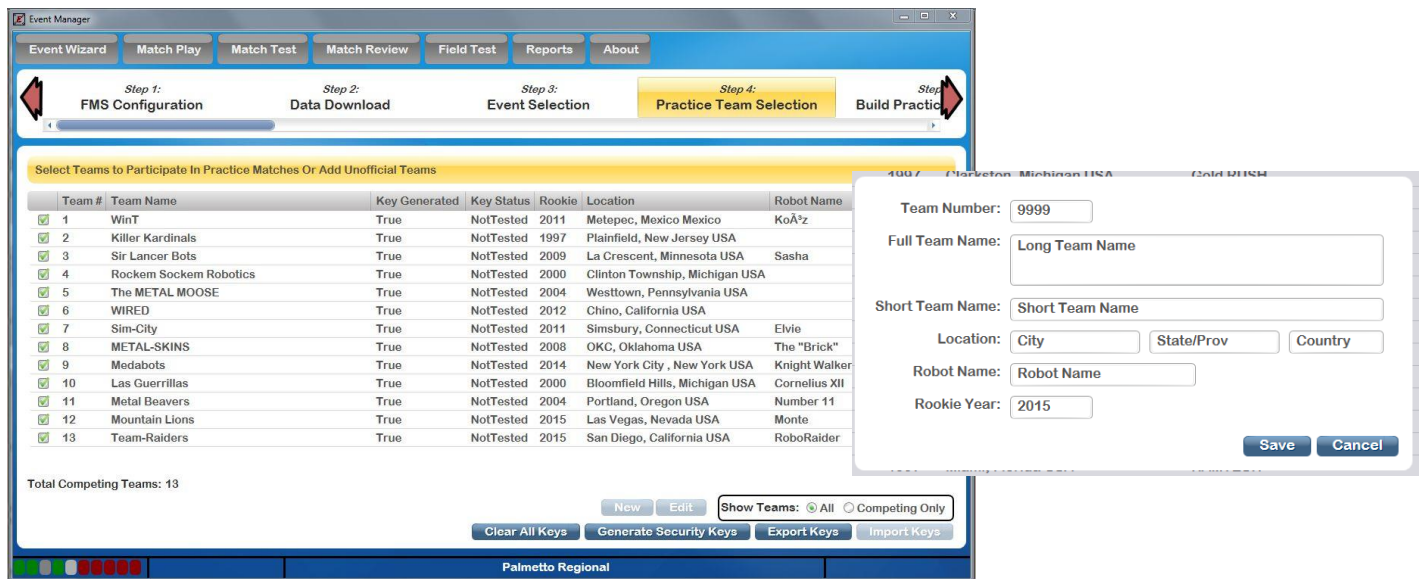 Event Manager
Event Wizard Match Play Match Test Match Review Field Test Reports About
Step 1: Step 2: Step 3: Step 4: Step
FMS Configuration Data Download Event Selection Practice Team Selection Build Practic
Select Teams to Participate In Practice Matches Or Add Unofficial Teams
Team # Team Name Key Generated Key Status Rookie Location Robot Name
1 WinT True NotTested 2011 Metepec, Mexico Mexico KoÃ³z
2 Killer Kardinals True NotTested 1997 Plainfield, New Jersey USA
3 Sir Lancer Bots True NotTested 2009 La Crescent, Minnesota USA Sasha
4 Rockem Sockem Robotics True NotTested 2000 Clinton Township, Michigan USA
5 The METAL MOOSE True NotTested 2004 Westtown, Pennsylvania USA
6 WIRED True NotTested 2012 Chino, California USA
7 Sim-City True NotTested 2011 Simsbury, Connecticut USA Elvie
8 METAL-SKINS True NotTested 2008 OKC, Oklahoma USA The "Brick"
9 Medabots True NotTested 2014 New York City , New York USA Knight Walker
10 Las Guerrillas True NotTested 2000 Bloomfield Hills, Michigan USA Cornelius XII
11 Metal Beavers True NotTested 2004 Portland, Oregon USA Number 11
12 Mountain Lions True NotTested 2015 Las Vegas, Nevada USA Monte
13 Team-Raiders True NotTested 2015 San Diego, California USA RoboRaider
Total Competing Teams: 13
New Edit Show Teams: All Competing Only
Clear All Keys Generate Security Keys Export Keys Import Keys
Palmetto Regional
1997 Clarkston, Michigan USA Gold RUSH
Team Number: 9999
Full Team Name: Long Team Name
Short Team Name: Short Team Name
Location: City State/Prov Country
Robot Name: Robot Name
Rookie Year: 2015
Save Cancel